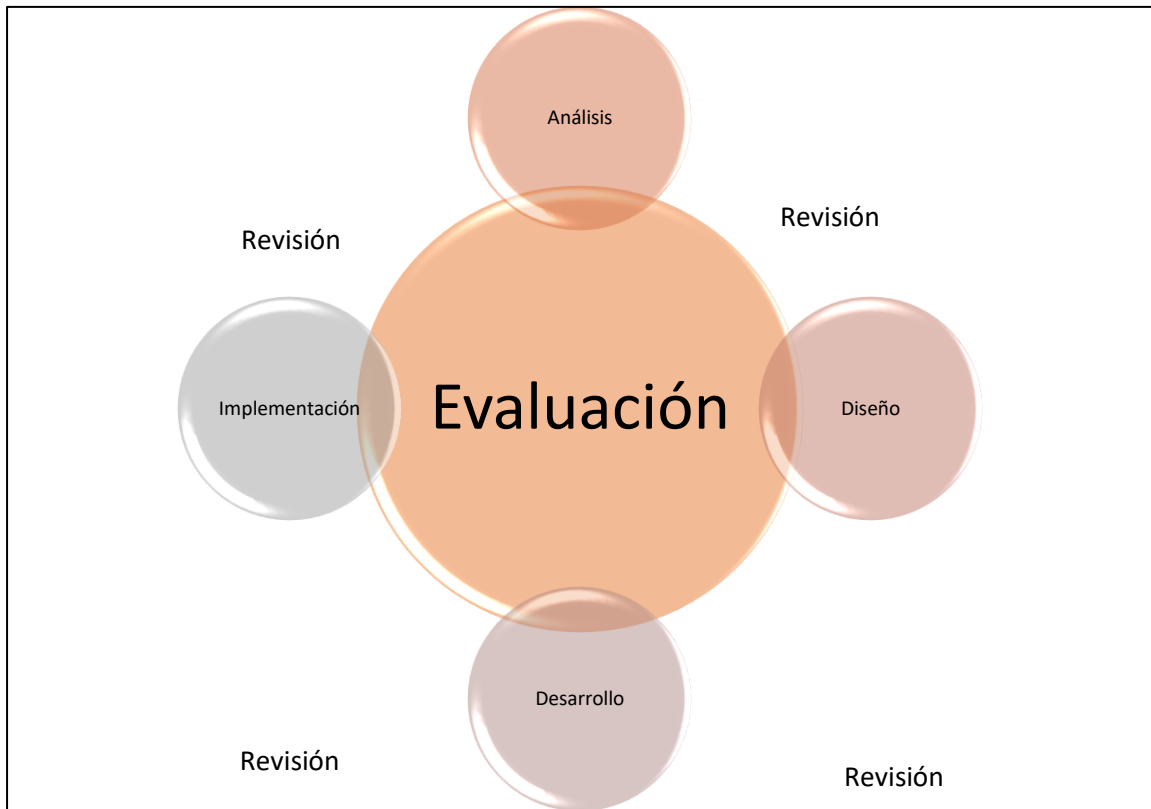 Análisis
Revisión
Revisión
Implementación
Evaluación
Diseño
Desarrollo
Revisión
Revisión